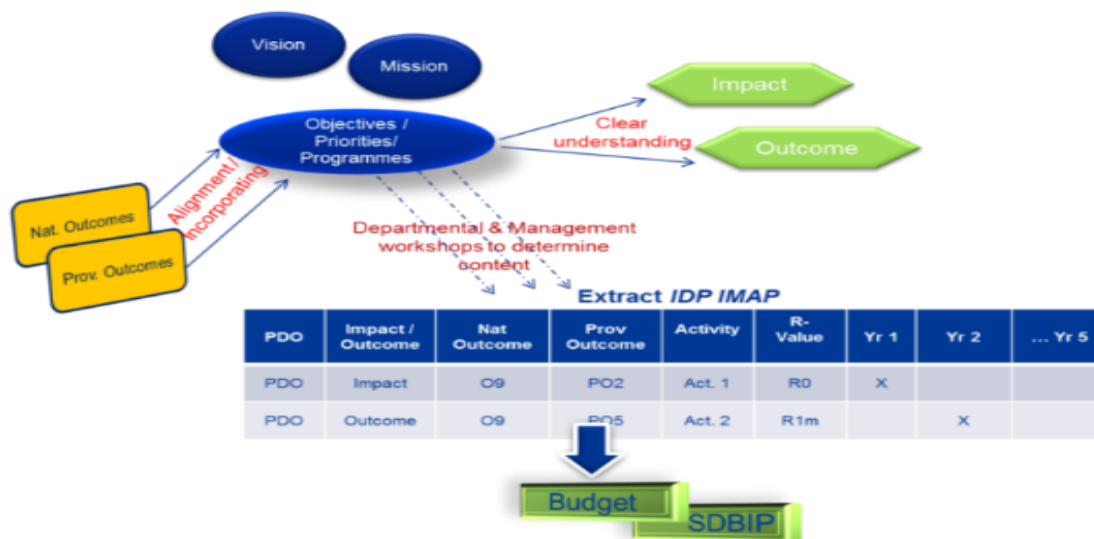 Vision
Mission
Objectives /
Priorities/
Programmes
Impact
Clear
understanding
Outcome
Alignment /
Incorporating
Nat. Outcomes
Prov. Outcomes
Departmental & Management
workshops to determine
content
Extract IDP IMAP
PDO Impact / Outcome Nat Outcome Prov Outcome Activity R-Value Yr 1 Yr 2 ... Yr 5
PDO Impact O9 PO2 Act. 1 R0 X
PDO Outcome O9 PO5 Act. 2 R1m X
Budget
SDBIP